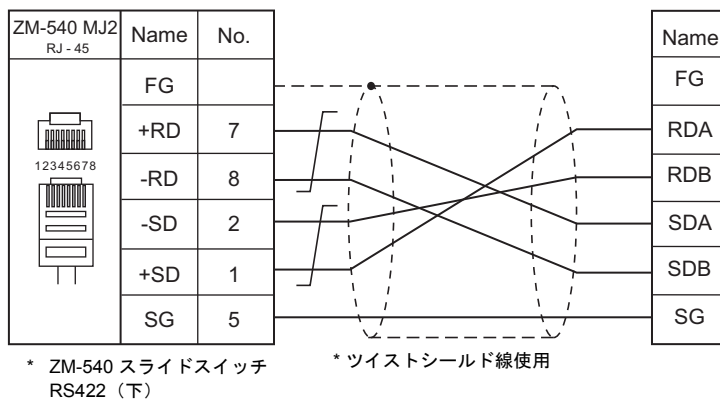 ZM-540 MJ2
RJ - 45
Name No.
FG
+RD 7
-RD 8
-SD 2
+SD 1
SG 5
12345678
Name
FG
RDA
RDB
SDA
SDB
SG
* ZM-540 スライドスイッチ
RS422（下）
* ツイストシールド線使用